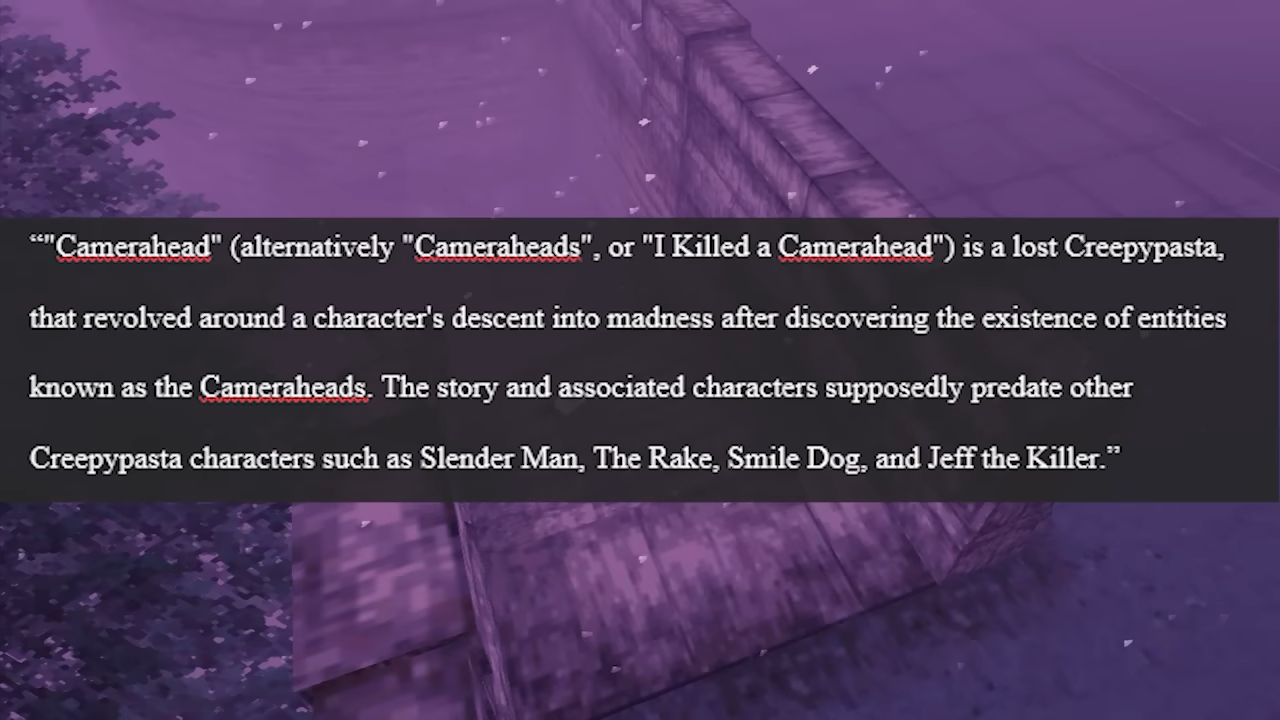 “"Camerahead" (alternatively "Cameraheads", or "I Killed a Camerahead") is a lost Creepypasta,
that revolved around a character's descent into madness after discovering the existence of entities
known as the Cameraheads. The story and associated characters supposedly predate other
Creepypasta characters such as Slender Man, The Rake, Smile Dog, and Jeff the Killer.”